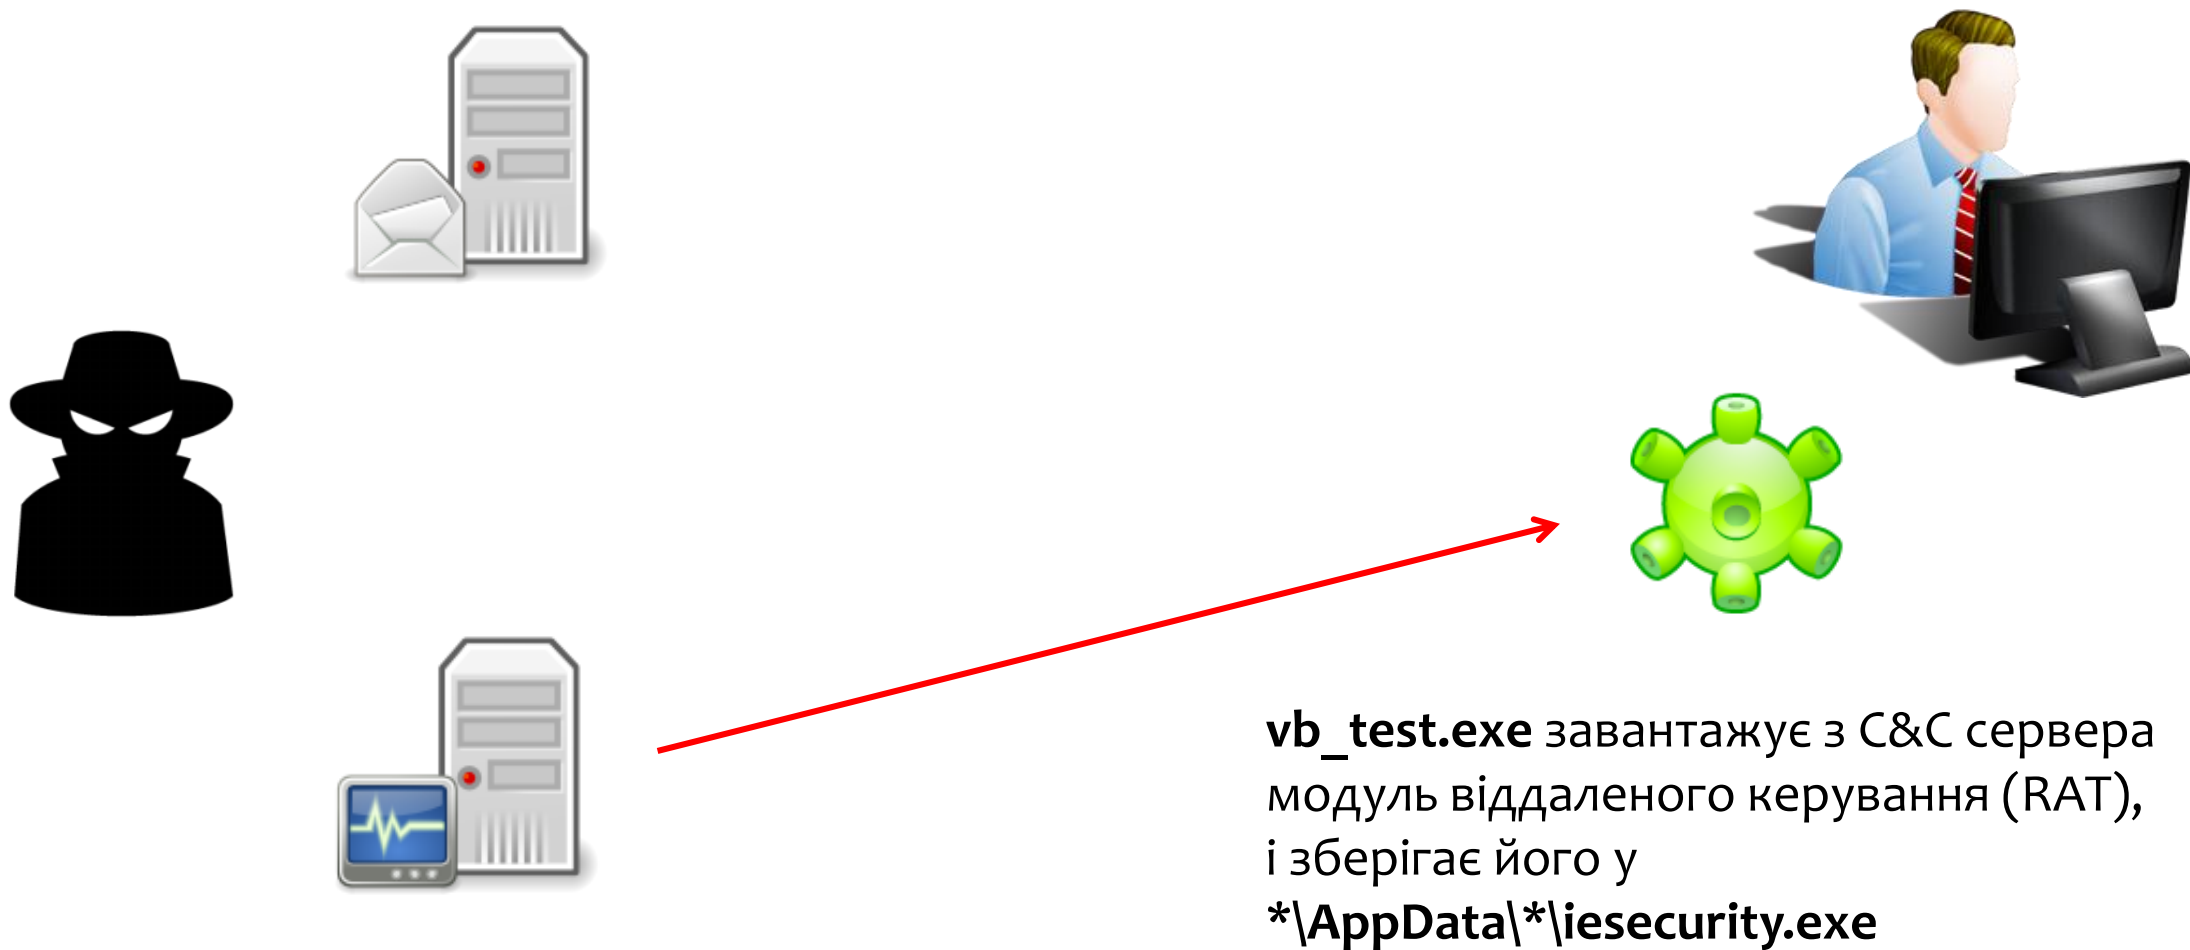 vb_test.exe завантажує з C&C сервера
модуль віддаленого керування (RAT),
і зберігає його у
*\AppData\*\iesecurity.exe